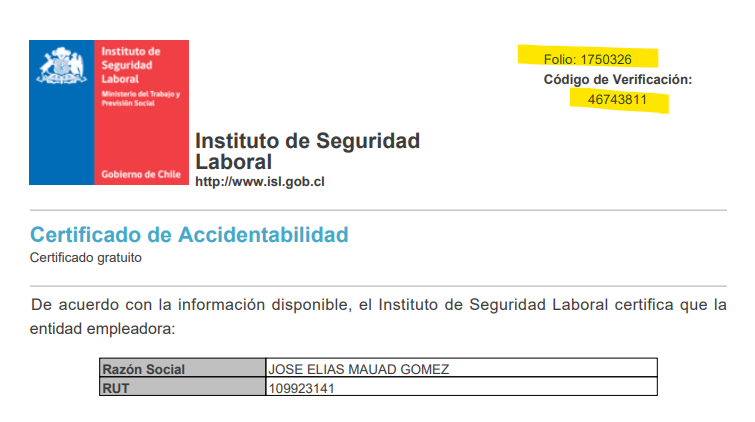 Instituto de
Seguridad
Laboral
Ministerio del Trabajo y
Previsión Social
Gobierno de Chile
Folio: 1750326
Código de Verificación:
46743811
Instituto de Seguridad
Laboral
http://www.isl.gob.cl
Certificado de Accidentabilidad
Certificado gratuito
De acuerdo con la información disponible, el Instituto de Seguridad Laboral certifica que la
entidad empleadora:
Razón Social JOSE ELIAS MAUAD GOMEZ
RUT 109923141